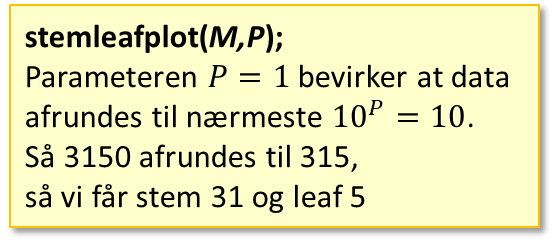 stemleafplot(M,P);
Parameteren P = 1 bevirker at data
afrundes til nærmeste 10^P = 10.
Så 3150 afrundes til 315,
så vi får stem 31 og leaf 5